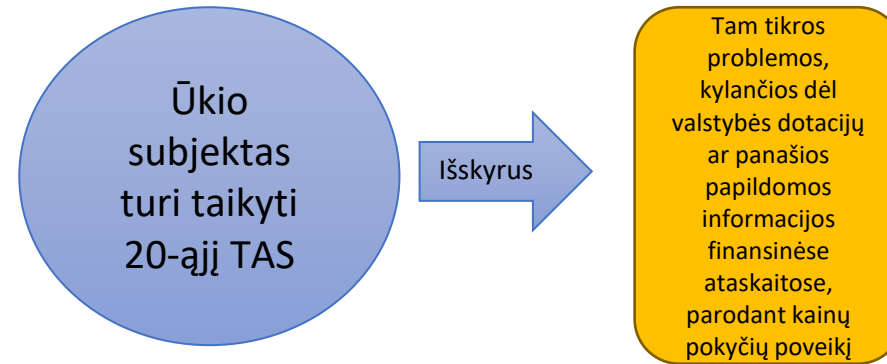 Ūkio
subjektas
turi taikyti
20-ąjį TAS
Išskyrus
Tam tikros
problemos,
kylančios dėl
valstybės dotacijų
ar panašios
papildomos
informacijos
finansinėse
ataskaitose,
parodant kainų
pokyčių poveikį